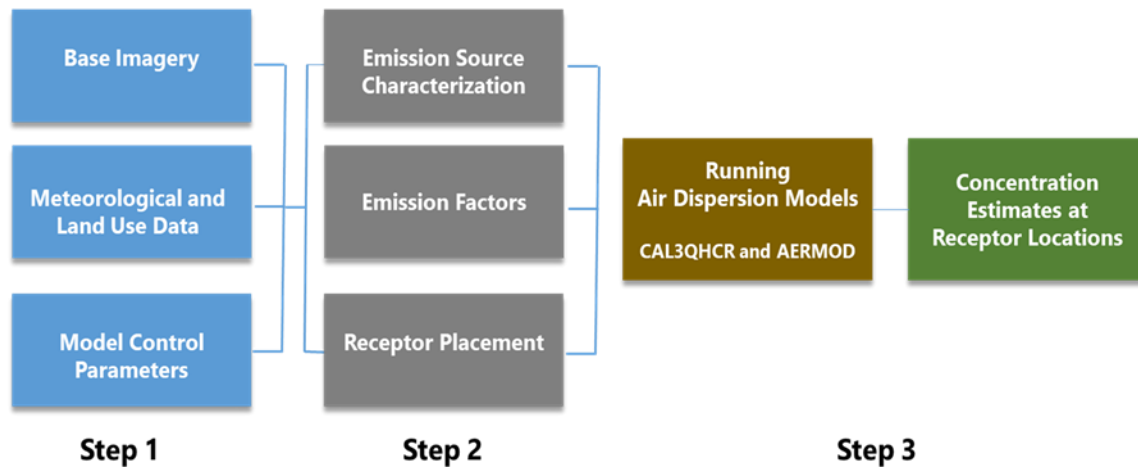 Base Imagery
Meteorological and
Land Use Data
Model Control
Parameters
Step 1
Emission Source
Characterization
Emission Factors
Receptor Placement
Step 2
Running
Air Dispersion Models
CAL3QHCR and AERMOD
Concentration
Estimates at
Receptor Locations
Step 3